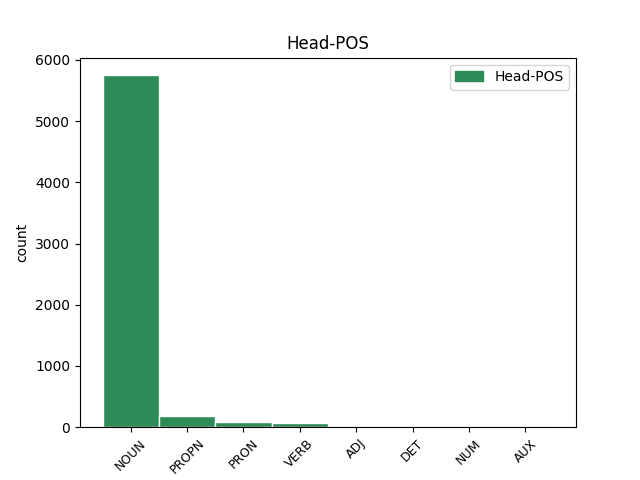 Head-POS
Head-POS
6000
5000
4000
3000
2000
1000
0
count
NOUN
PROPN
PRON
VERB
ADJ
DET
NUM
AUX